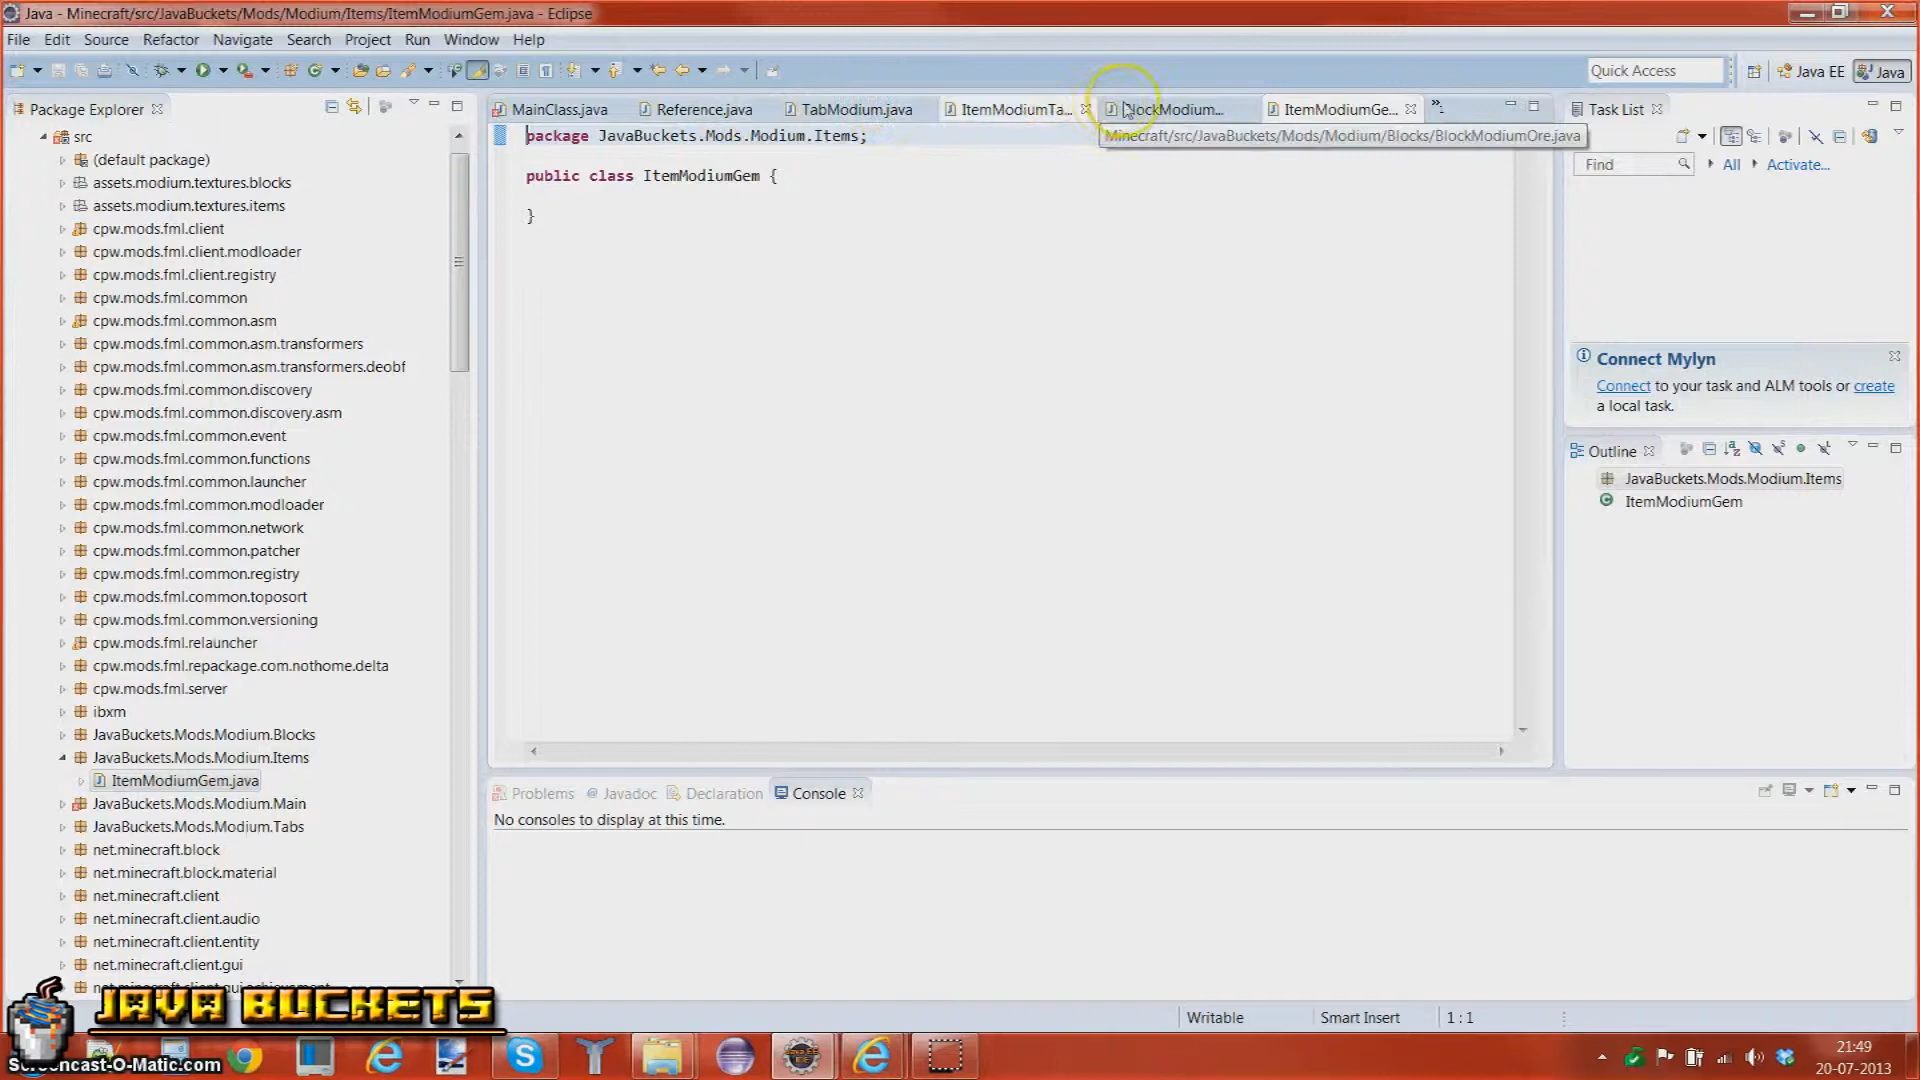 Java - Minecraft/src/JavaBuckets/Mods/Modium/Items/ItemModiumGem.java - Eclipse
File Edit Source Refactor Navigate Search Project Run Window Help
Quick Access
Java EE
Java
Package Explorer
MainClass.java
Reference.java
TabModium.java
ItemModiumTa...
ItemModiumGe...
»1
Task List
src
package JavaBuckets.Mods.Modium.Items;
Minecraft/src/JavaBuckets/Mods/Modium/Blocks/BlockModiumOre.java
(default package)
Find
All
Activate...
public class ItemModiumGem {
assets.modium.textures.blocks
assets.modium.textures.items
}
cpw.mods.fml.client
cpw.mods.fml.client.modloader
cpw.mods.fml.client.registry
cpw.mods.fml.common
cpw.mods.fml.common.asm
cpw.mods.fml.common.asm.transformers
cpw.mods.fml.common.asm.transformers.deobf
cpw.mods.fml.common.discovery
cpw.mods.fml.common.discovery.asm
cpw.mods.fml.common.event
cpw.mods.fml.common.functions
cpw.mods.fml.common.launcher
cpw.mods.fml.common.modloader
cpw.mods.fml.common.network
cpw.mods.fml.common.patcher
cpw.mods.fml.common.registry
cpw.mods.fml.common.toposort
cpw.mods.fml.common.versioning
cpw.mods.fml.relauncher
cpw.mods.fml.repackage.com.nothome.delta
cpw.mods.fml.server
ibxm
JavaBuckets.Mods.Modium.Blocks
JavaBuckets.Mods.Modium.Items
ItemModiumGem.java
JavaBuckets.Mods.Modium.Main
JavaBuckets.Mods.Modium.Tabs
net.minecraft.block
net.minecraft.block.material
net.minecraft.client
net.minecraft.client.audio
net.minecraft.client.entity
net.minecraft.client.gui
Connect Mylyn
Connect to your task and ALM tools or create
a local task.
Outline
JavaBuckets.Mods.Modium.Items
ItemModiumGem
Problems
@ Javadoc
Declaration
Console
No consoles to display at this time.
Writable
Smart Insert
1 : 1
JAVA BUCKETS
Screencast-O-Matic.com
21:49
20-07-2013